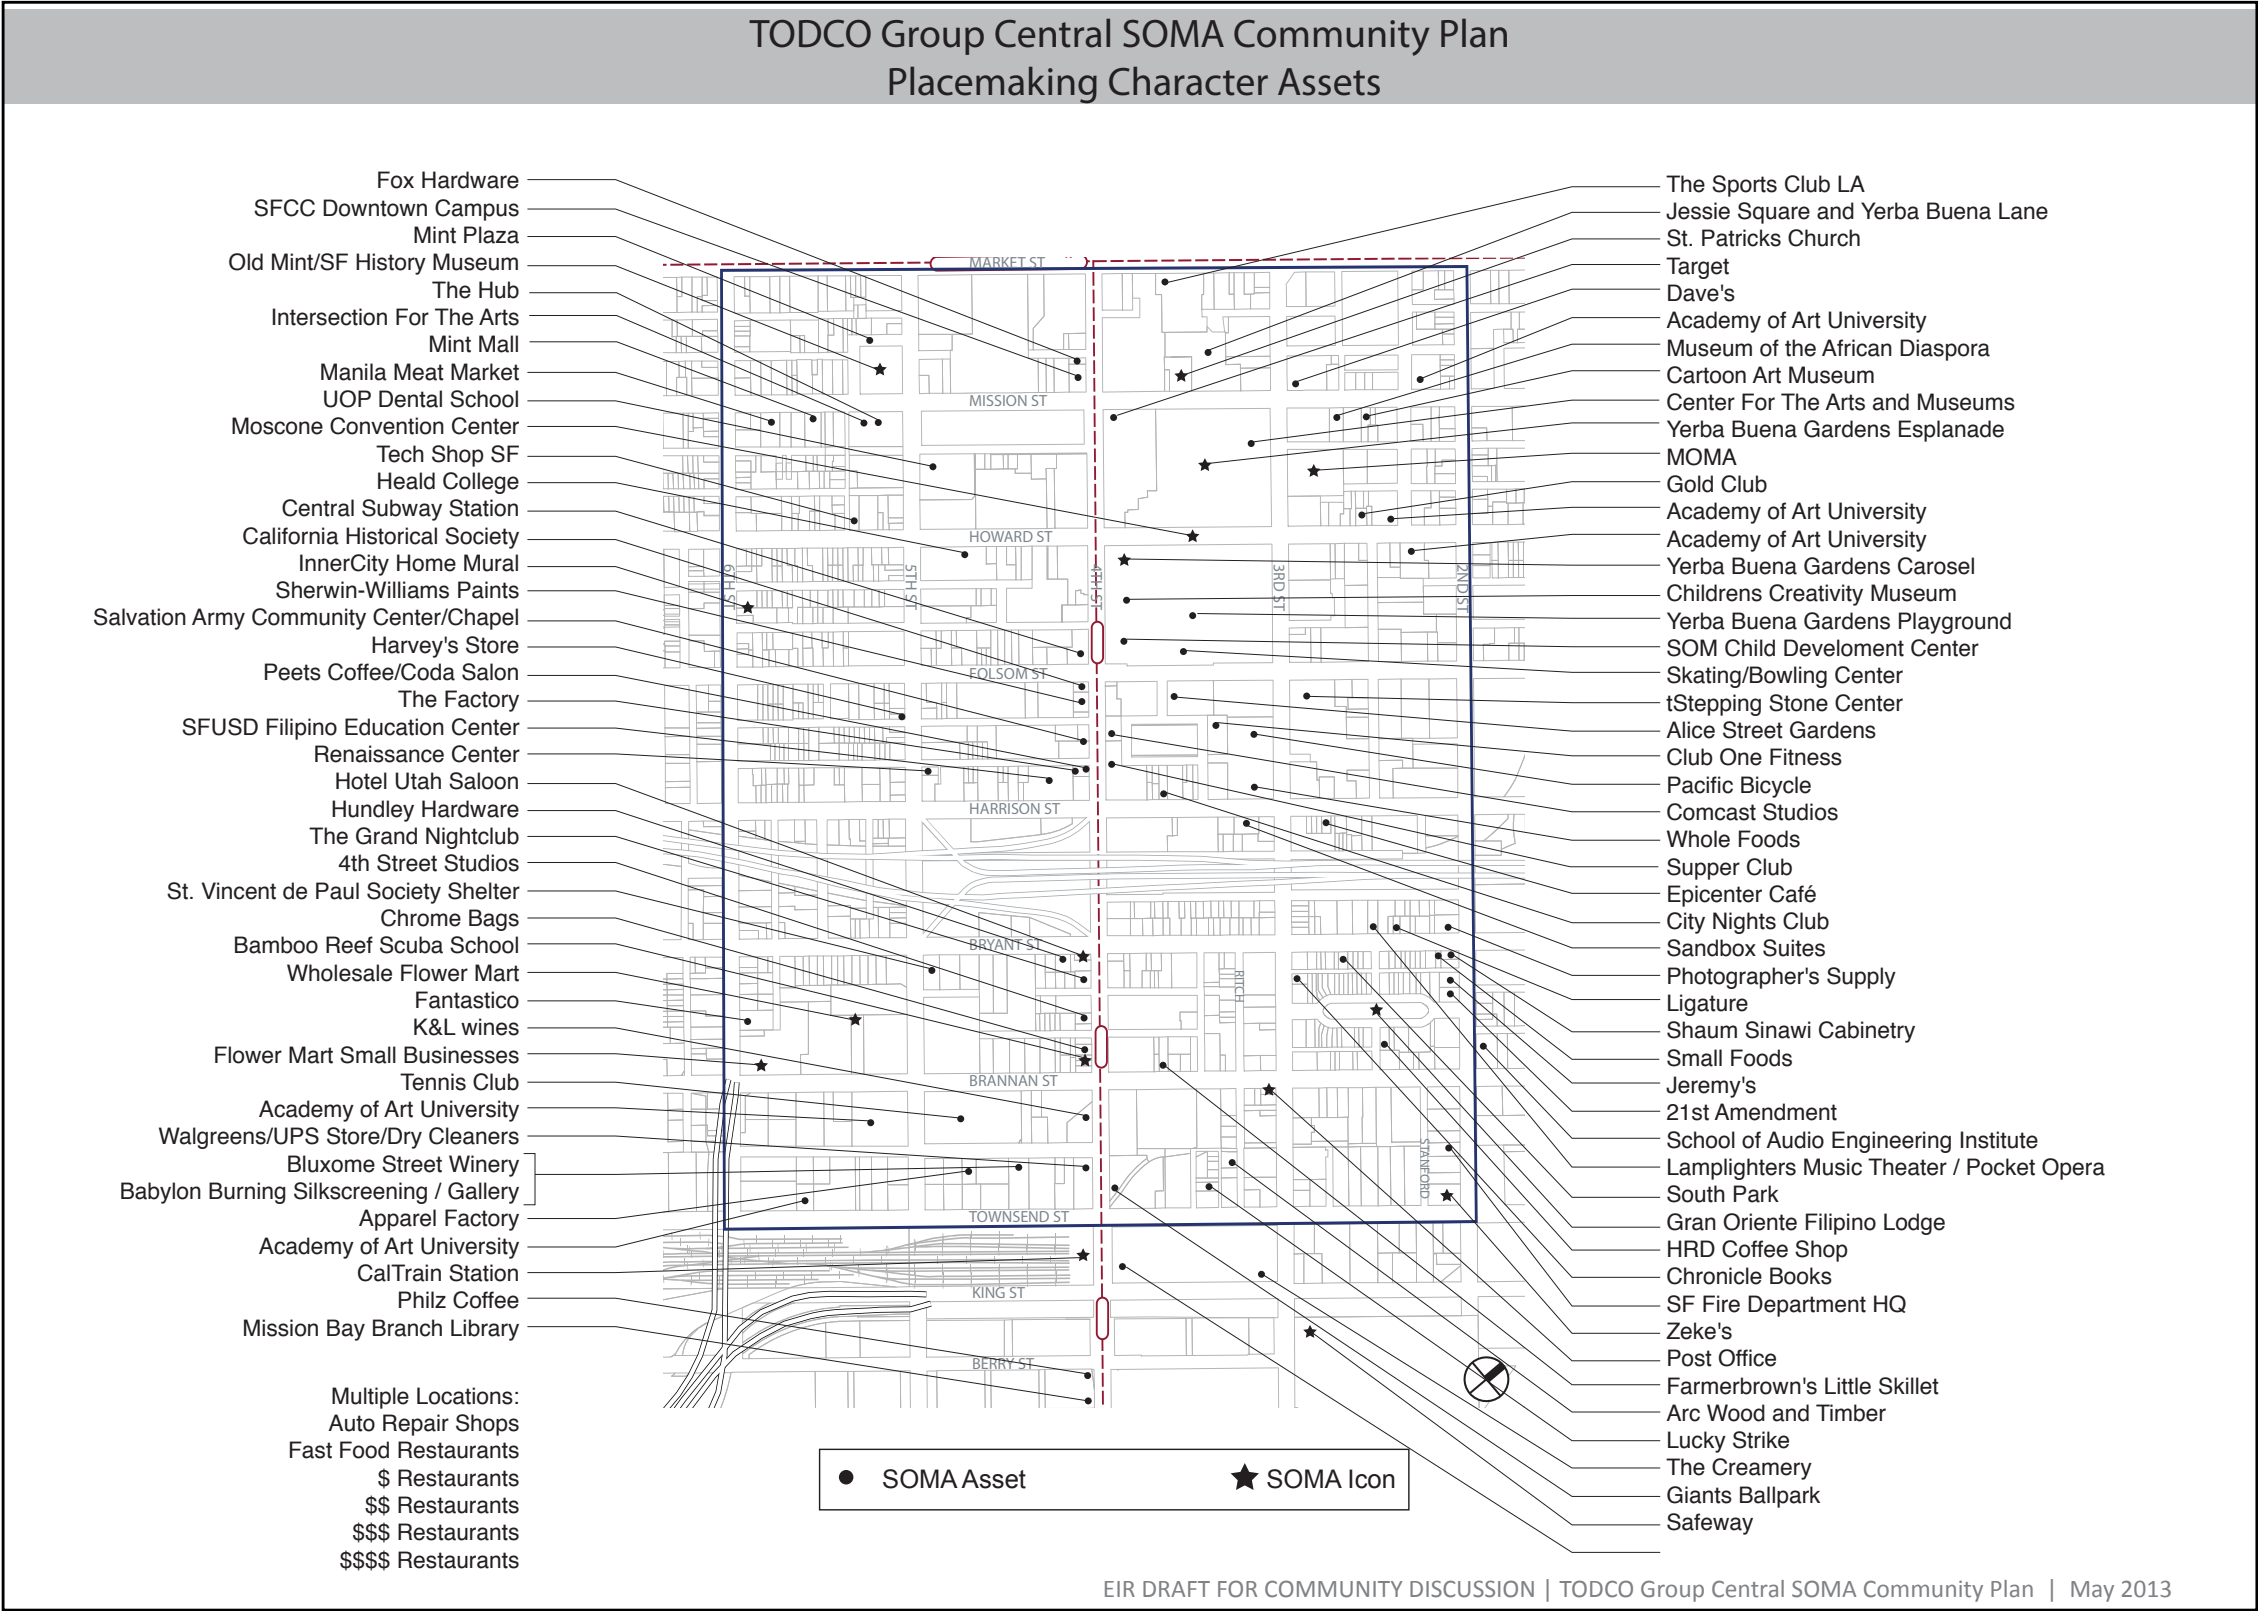 TODCO Group Central SOMA Community Plan
Placemaking Character Assets
Fox Hardware
SFCC Downtown Campus
Mint Plaza
Old Mint/SF History Museum
The Hub
Intersection For The Arts
Mint Mall
Manila Meat Market
UOP Dental School
Moscone Convention Center
Tech Shop SF
Heald College
Central Subway Station
California Historical Society
InnerCity Home Mural
Sherwin-Williams Paints
Salvation Army Community Center/Chapel
Harvey's Store
Peets Coffee/Coda Salon
The Factory
SFUSD Filipino Education Center
Renaissance Center
Hotel Utah Saloon
Hundley Hardware
The Grand Nightclub
4th Street Studios
St. Vincent de Paul Society Shelter
Chrome Bags
Bamboo Reef Scuba School
Wholesale Flower Mart
Fantastico
K&L wines
Flower Mart Small Businesses
Tennis Club
Academy of Art University
Walgreens/UPS Store/Dry Cleaners
Bluxome Street Winery
Babylon Burning Silkscreening / Gallery
Apparel Factory
Academy of Art University
CalTrain Station
Philz Coffee
Mission Bay Branch Library
Multiple Locations:
Auto Repair Shops
Fast Food Restaurants
$ Restaurants
$$ Restaurants
$$$ Restaurants
$$$$ Restaurants
MARKET ST
MISSION ST
HOWARD ST
6TH ST
5TH ST
4TH ST
3RD ST
2ND ST
FOLSOM ST
HARRISON ST
BRYANT ST
RITCH
BRANNAN ST
STANFORD
TOWNSEND ST
KING ST
BERRY ST
The Sports Club LA
Jessie Square and Yerba Buena Lane
St. Patricks Church
Target
Dave's
Academy of Art University
Museum of the African Diaspora
Cartoon Art Museum
Center For The Arts and Museums
Yerba Buena Gardens Esplanade
MOMA
Gold Club
Academy of Art University
Academy of Art University
Yerba Buena Gardens Carosel
Childrens Creativity Museum
Yerba Buena Gardens Playground
SOM Child Develoment Center
Skating/Bowling Center
tStepping Stone Center
Alice Street Gardens
Club One Fitness
Pacific Bicycle
Comcast Studios
Whole Foods
Supper Club
Epicenter Café
City Nights Club
Sandbox Suites
Photographer's Supply
Ligature
Shaum Sinawi Cabinetry
Small Foods
Jeremy's
21st Amendment
School of Audio Engineering Institute
Lamplighters Music Theater / Pocket Opera
South Park
Gran Oriente Filipino Lodge
HRD Coffee Shop
Chronicle Books
SF Fire Department HQ
Zeke's
Post Office
Farmerbrown's Little Skillet
Arc Wood and Timber
Lucky Strike
The Creamery
Giants Ballpark
Safeway
SOMA Asset
SOMA Icon
EIR DRAFT FOR COMMUNITY DISCUSSION | TODCO Group Central SOMA Community Plan | May 2013